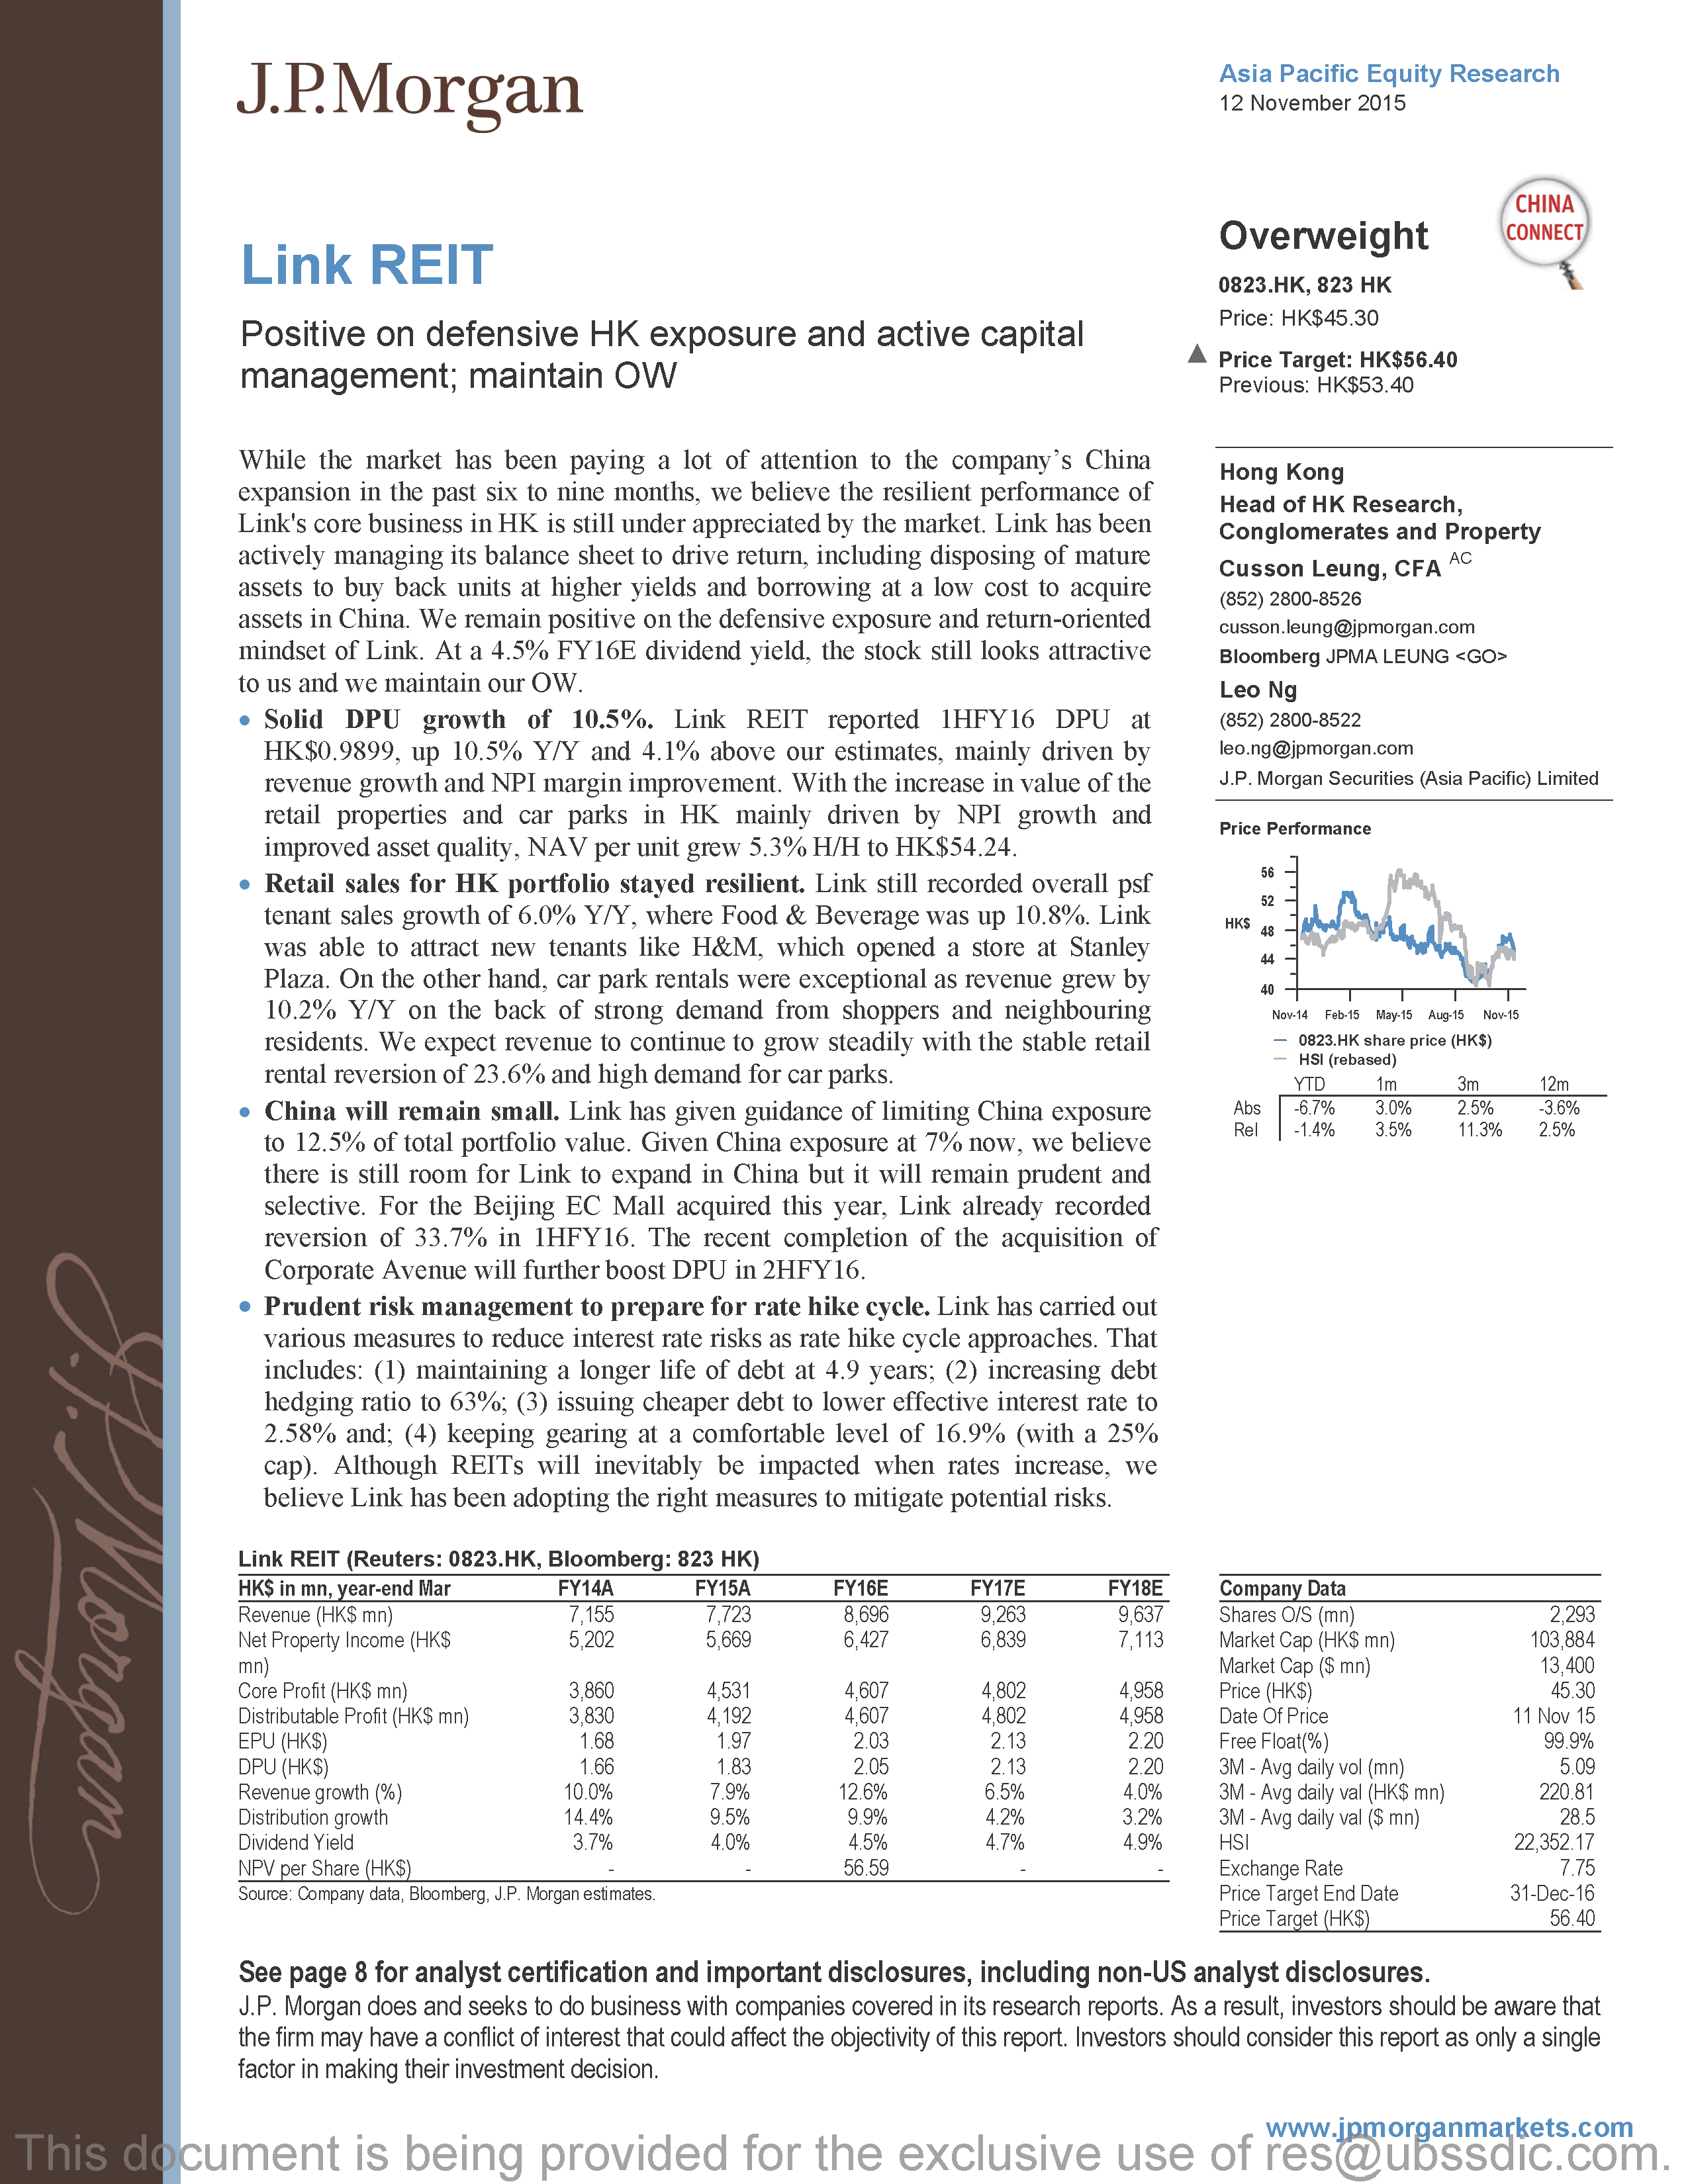 J.P.Morgan
Asia Pacific Equity Research
12 November 2015
Link REIT
Positive on defensive HK exposure and active capital
management; maintain OW
Overweight
CHINA
CONNECT
0823.HK, 823 HK
Price: HK$45.30
▲ Price Target: HK$56.40
Previous: HK$53.40
While the market has been paying a lot of attention to the company’s China
expansion in the past six to nine months, we believe the resilient performance of
Link's core business in HK is still under appreciated by the market. Link has been
actively managing its balance sheet to drive return, including disposing of mature
assets to buy back units at higher yields and borrowing at a low cost to acquire
assets in China. We remain positive on the defensive exposure and return-oriented
mindset of Link. At a 4.5% FY16E dividend yield, the stock still looks attractive
to us and we maintain our OW.
• Solid DPU growth of 10.5%. Link REIT reported 1HFY16 DPU at
HK$0.9899, up 10.5% Y/Y and 4.1% above our estimates, mainly driven by
revenue growth and NPI margin improvement. With the increase in value of the
retail properties and car parks in HK mainly driven by NPI growth and
improved asset quality, NAV per unit grew 5.3% H/H to HK$54.24.
• Retail sales for HK portfolio stayed resilient. Link still recorded overall psf
tenant sales growth of 6.0% Y/Y, where Food & Beverage was up 10.8%. Link
was able to attract new tenants like H&M, which opened a store at Stanley
Plaza. On the other hand, car park rentals were exceptional as revenue grew by
10.2% Y/Y on the back of strong demand from shoppers and neighbouring
residents. We expect revenue to continue to grow steadily with the stable retail
rental reversion of 23.6% and high demand for car parks.
• China will remain small. Link has given guidance of limiting China exposure
to 12.5% of total portfolio value. Given China exposure at 7% now, we believe
there is still room for Link to expand in China but it will remain prudent and
selective. For the Beijing EC Mall acquired this year, Link already recorded
reversion of 33.7% in 1HFY16. The recent completion of the acquisition of
Corporate Avenue will further boost DPU in 2HFY16.
• Prudent risk management to prepare for rate hike cycle. Link has carried out
various measures to reduce interest rate risks as rate hike cycle approaches. That
includes: (1) maintaining a longer life of debt at 4.9 years; (2) increasing debt
hedging ratio to 63%; (3) issuing cheaper debt to lower effective interest rate to
2.58% and; (4) keeping gearing at a comfortable level of 16.9% (with a 25%
cap). Although REITs will inevitably be impacted when rates increase, we
believe Link has been adopting the right measures to mitigate potential risks.
Hong Kong
Head of HK Research,
Conglomerates and Property
Cusson Leung, CFA AC
(852) 2800-8526
cusson.leung@jpmorgan.com
Bloomberg JPMA LEUNG <GO>
Leo Ng
(852) 2800-8522
leo.ng@jpmorgan.com
J.P. Morgan Securities (Asia Pacific) Limited
Price Performance
56
52
HK$ 48
44
40
Nov-14 Feb-15 May-15 Aug-15 Nov-15
0823.HK share price (HK$)
HSI (rebased)
YTD 1m 3m 12m
Abs -6.7% 3.0% 2.5% -3.6%
Rel -1.4% 3.5% 11.3% 2.5%
Link REIT (Reuters: 0823.HK, Bloomberg: 823 HK)
HK$ in mn, year-end Mar FY14A FY15A FY16E FY17E FY18E
Revenue (HK$ mn) 7,155 7,723 8,696 9,263 9,637
Net Property Income (HK$ 5,202 5,669 6,427 6,839 7,113
mn)
Core Profit (HK$ mn) 3,860 4,531 4,607 4,802 4,958
Distributable Profit (HK$ mn) 3,830 4,192 4,607 4,802 4,958
EPU (HK$) 1.68 1.97 2.03 2.13 2.20
DPU (HK$) 1.66 1.83 2.05 2.13 2.20
Revenue growth (%) 10.0% 7.9% 12.6% 6.5% 4.0%
Distribution growth 14.4% 9.5% 9.9% 4.2% 3.2%
Dividend Yield 3.7% 4.0% 4.5% 4.7% 4.9%
NPV per Share (HK$) - - 56.59 - -
Source: Company data, Bloomberg, J.P. Morgan estimates.
Company Data
Shares O/S (mn) 2,293
Market Cap (HK$ mn) 103,884
Market Cap ($ mn) 13,400
Price (HK$) 45.30
Date Of Price 11 Nov 15
Free Float(%) 99.9%
3M - Avg daily vol (mn) 5.09
3M - Avg daily val (HK$ mn) 220.81
3M - Avg daily val ($ mn) 28.5
HSI 22,352.17
Exchange Rate 7.75
Price Target End Date 31-Dec-16
Price Target (HK$) 56.40
See page 8 for analyst certification and important disclosures, including non-US analyst disclosures.
J.P. Morgan does and seeks to do business with companies covered in its research reports. As a result, investors should be aware that
the firm may have a conflict of interest that could affect the objectivity of this report. Investors should consider this report as only a single
factor in making their investment decision.
www.jpmorganmarkets.com
This document is being provided for the exclusive use of res@ubssdic.com.
J.P. Morgan